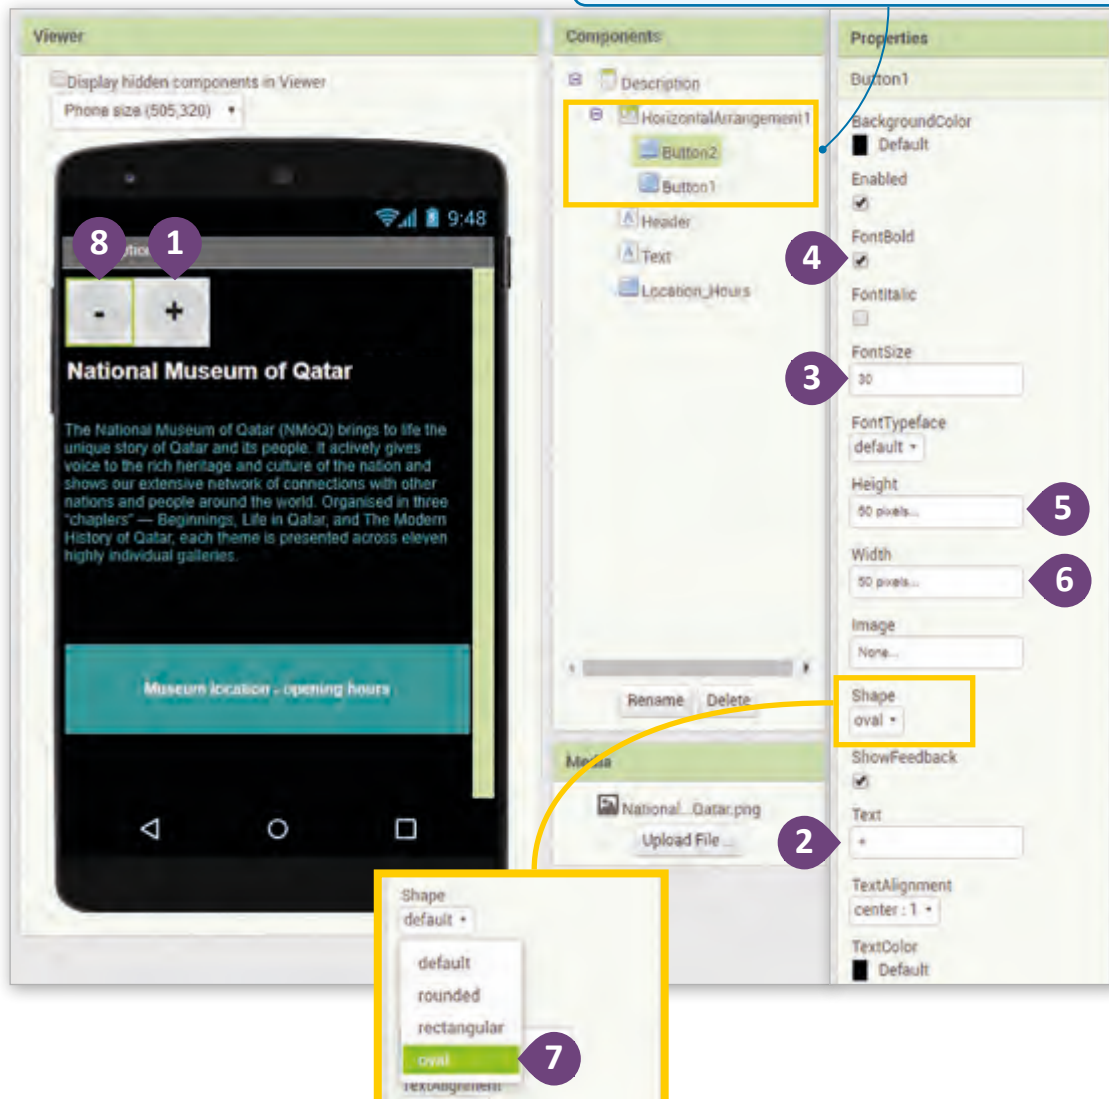 Viewer
Display hidden components in Viewer
Phone size (505,320)
9:48
8
1
-
+
National Museum of Qatar
The National Museum of Qatar (NMoQ) brings to life the
unique story of Qatar and its people. It actively gives
voice to the rich heritage and culture of the nation and
shows our extensive network of connections with other
nations and people around the world. Organised in three
"chapters" — Beginnings, Life in Qatar, and The Modern
History of Qatar, each theme is presented across eleven
highly individual galleries.
Museum location - opening hours
Components
Description
HorizontalArrangement1
Button2
Button1
Header
Text
Location_Hours
Rename Delete
Media
National...Qatar.png
Upload File ...
Properties
Button1
BackgroundColor
Default
Enabled
FontBold
4
FontItalic
FontSize
3
30
FontTypeface
default
Height
50 pixels...
5
Width
50 pixels...
6
Image
None...
Shape
oval
ShowFeedback
Text
2
+
TextAlignment
center : 1
TextColor
Default
Shape
default
default
rounded
rectangular
oval
7
TextAlignment